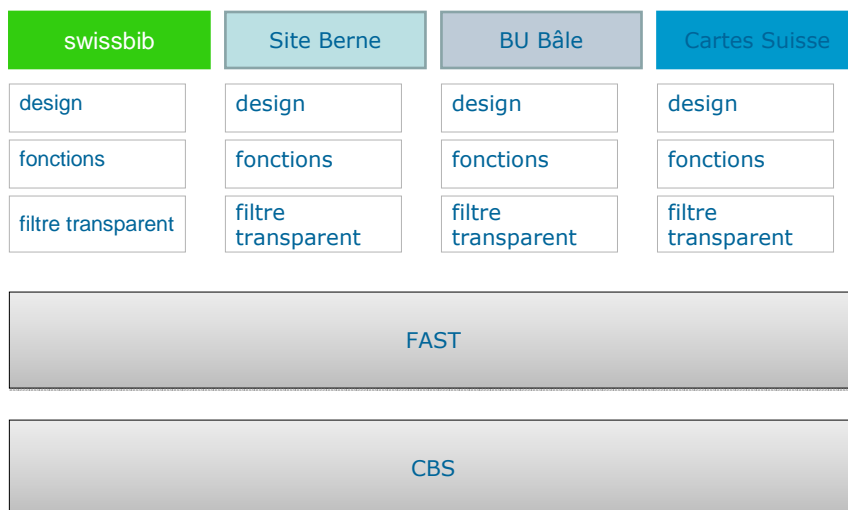 swissbib
Site Berne
BU Bâle
Cartes Suisse
design
design
design
design
fonctions
fonctions
fonctions
fonctions
filtre transparent
filtre
transparent
filtre
transparent
filtre
transparent
FAST
CBS